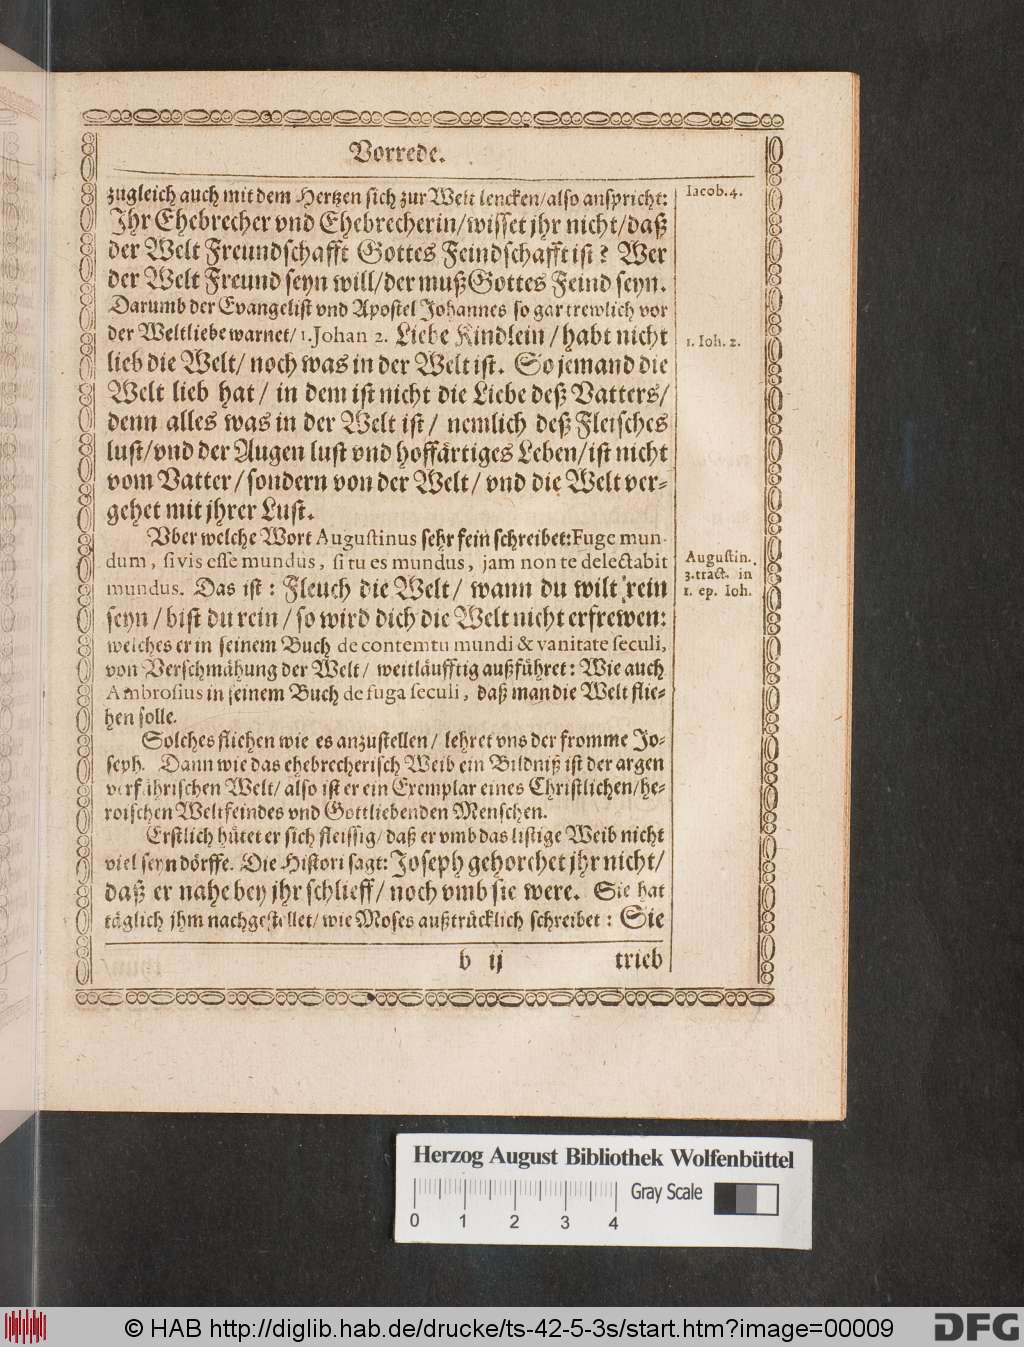 Vorrede.
zugleich auch mit dem Hertzen sich zur Welt lencken/also anspricht:
Ihr Ehebrecher vnd Ehebrecherin/wisset jhr nicht/daß
der Welt Freundschafft Gottes Feindschafft ist? Wer
der Welt Freund seyn will/der muß Gottes Feind seyn.
Darumb der Evangelist vnd Apostel Johannes so gar trewlich vor
der Weltliebe warnet/1.Johan 2. Liebe Kindlein/habt nicht
lieb die Welt/ noch was in der Welt ist. So jemand die
Welt lieb hat/ in dem ist nicht die Liebe deß Vatters/
denn alles was in der Welt ist/ nemlich deß Fleisches
lust/vnd der Augen lust vnd hoffärtiges Leben/ist nicht
vom Vatter/sondern von der Welt/ vnd die Welt ver-
gehet mit jhrer Lust.
Vber welche Wort Augustinus sehr fein schreibet:Fuge mun-
dum, si vis esse mundus, si tu es mundus, jam non te delectabit
mundus. Das ist: Fleuch die Welt/ wann du wilt rein
seyn/bist du rein/so wird dich die Welt nicht erfrewen:
welches er in seinem Buch de contemtu mundi & vanitate seculi,
von Verschmähung der Welt/ weitläufftig außführet: Wie auch
Ambrosius in seinem Buch de fuga seculi, daß man die Welt flie-
hen solle.
Solches fliehen wie es anzustellen/ lehret vns der fromme Jo-
seph. Dann wie das ehebrecherisch Weib ein Bildniß ist der argen
verführischen Welt/ also ist er ein Exemplar eines Christlichen/he-
roischen Weltfeindes vnd Gottliebenden Menschen.
Erstlich hütet er sich fleissig/daß er vmb das listige Weib nicht
viel seyn dörffe. Die Histori sagt: Joseph gehorchet jhr nicht/
daß er nahe bey jhr schlieff/noch vmb sie were. Sie hat
täglich jhm nachgestellet/wie Moses außtrücklich schreibet: Sie
b ij
trieb
Iacob.4.
1. Ioh. 2.
Augustin.
3.tract. in
1. ep. Ioh.
Herzog August Bibliothek Wolfenbüttel
Gray Scale
0 1 2 3 4
© HAB http://diglib.hab.de/drucke/ts-42-5-3s/start.htm?image=00009
DFG